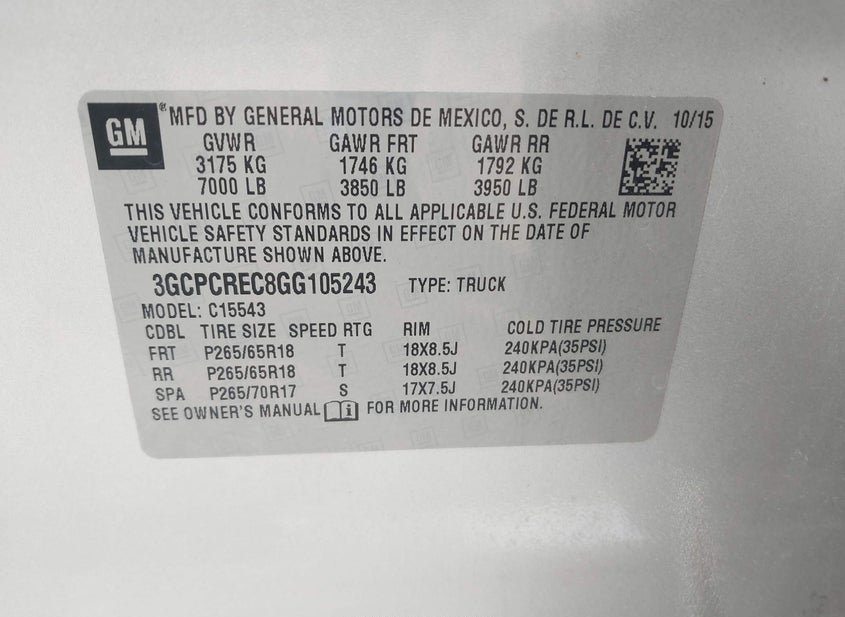 GM ® MFD BY GENERAL MOTORS DE MEXICO, S. DE R.L. DE C.V. 10/15
GVWR GAWR FRT GAWR RR
3175 KG 1746 KG 1792 KG
7000 LB 3850 LB 3950 LB
THIS VEHICLE CONFORMS TO ALL APPLICABLE U.S. FEDERAL MOTOR
VEHICLE SAFETY STANDARDS IN EFFECT ON THE DATE OF
MANUFACTURE SHOWN ABOVE.
3GCPCREC8GG105243 TYPE: TRUCK
MODEL: C15543
CDBL TIRE SIZE SPEED RTG RIM COLD TIRE PRESSURE
FRT P265/65R18 T 18X8.5J 240KPA(35PSI)
RR P265/65R18 T 18X8.5J 240KPA(35PSI)
SPA P265/70R17 S 17X7.5J 240KPA(35PSI)
SEE OWNER'S MANUAL i FOR MORE INFORMATION.